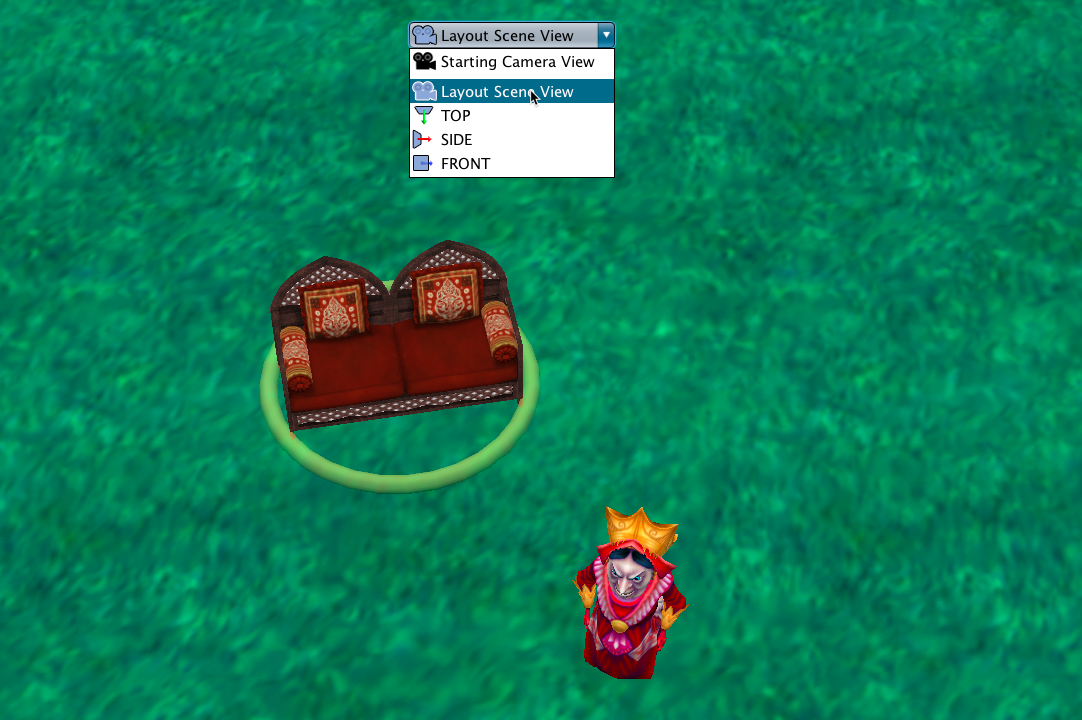 Layout Scene View
Starting Camera View
Layout Scene View
TOP
SIDE
FRONT